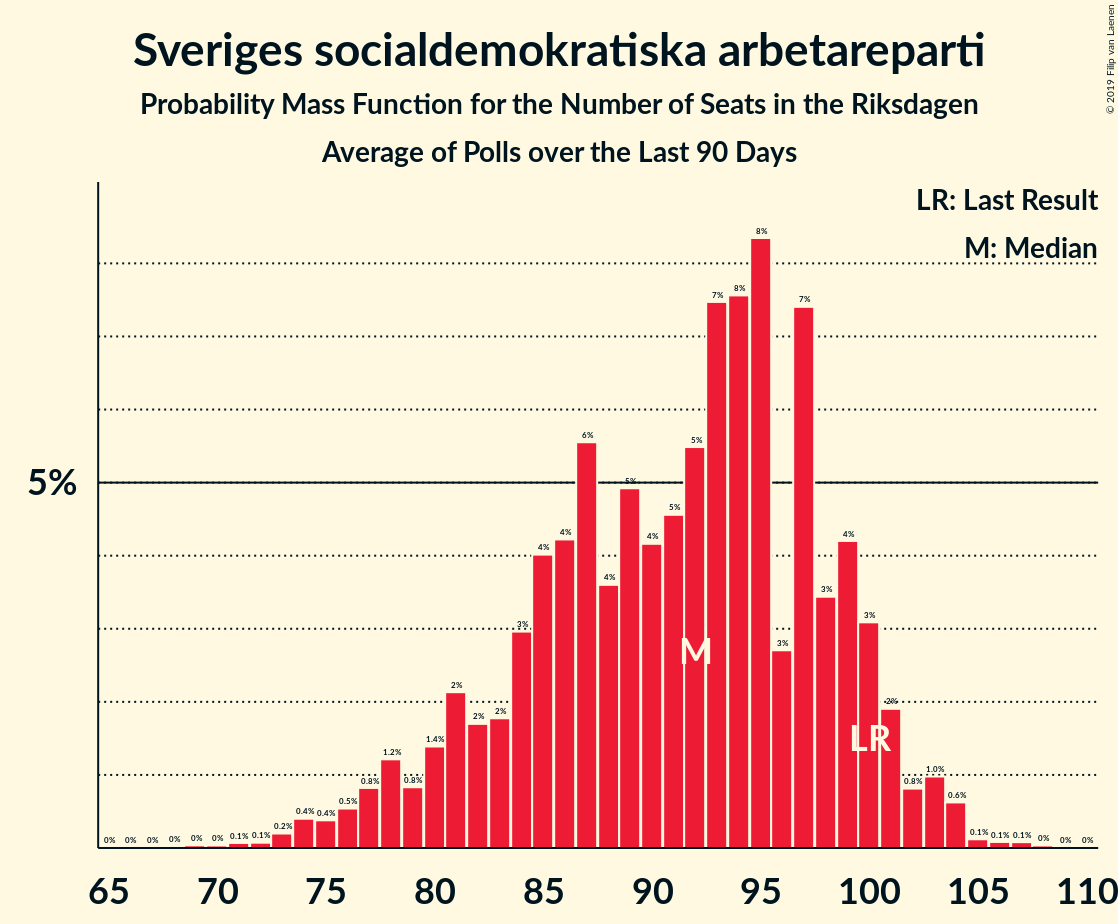 Sveriges socialdemokratiska arbetareparti
Probability Mass Function for the Number of Seats in the Riksdagen
Average of Polls over the Last 90 Days
© 2019 Filip van Laenen
LR: Last Result
M: Median
5%
0% 0% 0% 0% 0% 0% 0.1% 0.1% 0.2% 0.4% 0.4% 0.5% 0.8% 1.2% 0.8% 1.4% 2% 2% 2% 3% 4% 4% 6% 4% 5% 4% 5% 5% 7% 8% 8% 3% 7% 3% 4% 3% 2% 0.8% 1.0% 0.6% 0.1% 0.1% 0.1% 0% 0% 0%
M
LR
65 70 75 80 85 90 95 100 105 110